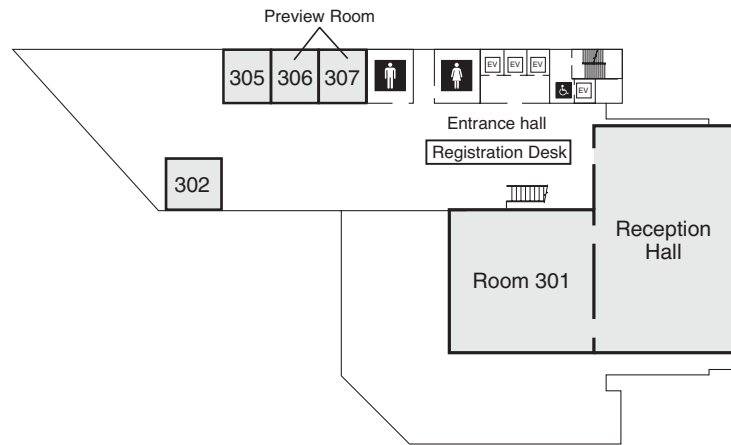 Preview Room
305
306
307
EV
EV
EV
EV
Entrance hall
Registration Desk
302
Reception
Hall
Room 301